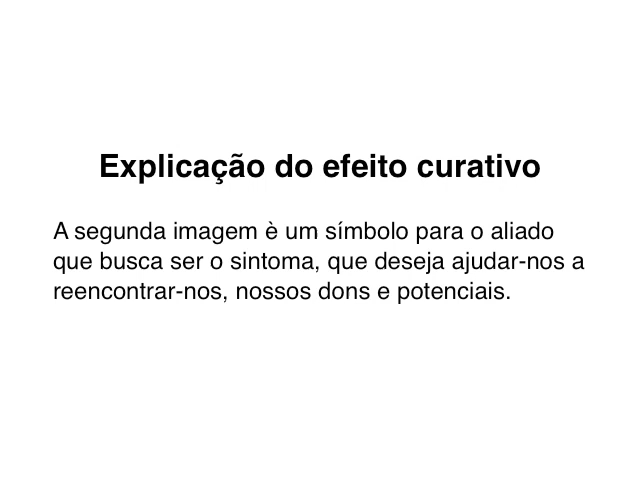 Explicação do efeito curativo
A segunda imagem è um símbolo para o aliado
que busca ser o sintoma, que deseja ajudar-nos a
reencontrar-nos, nossos dons e potenciais.